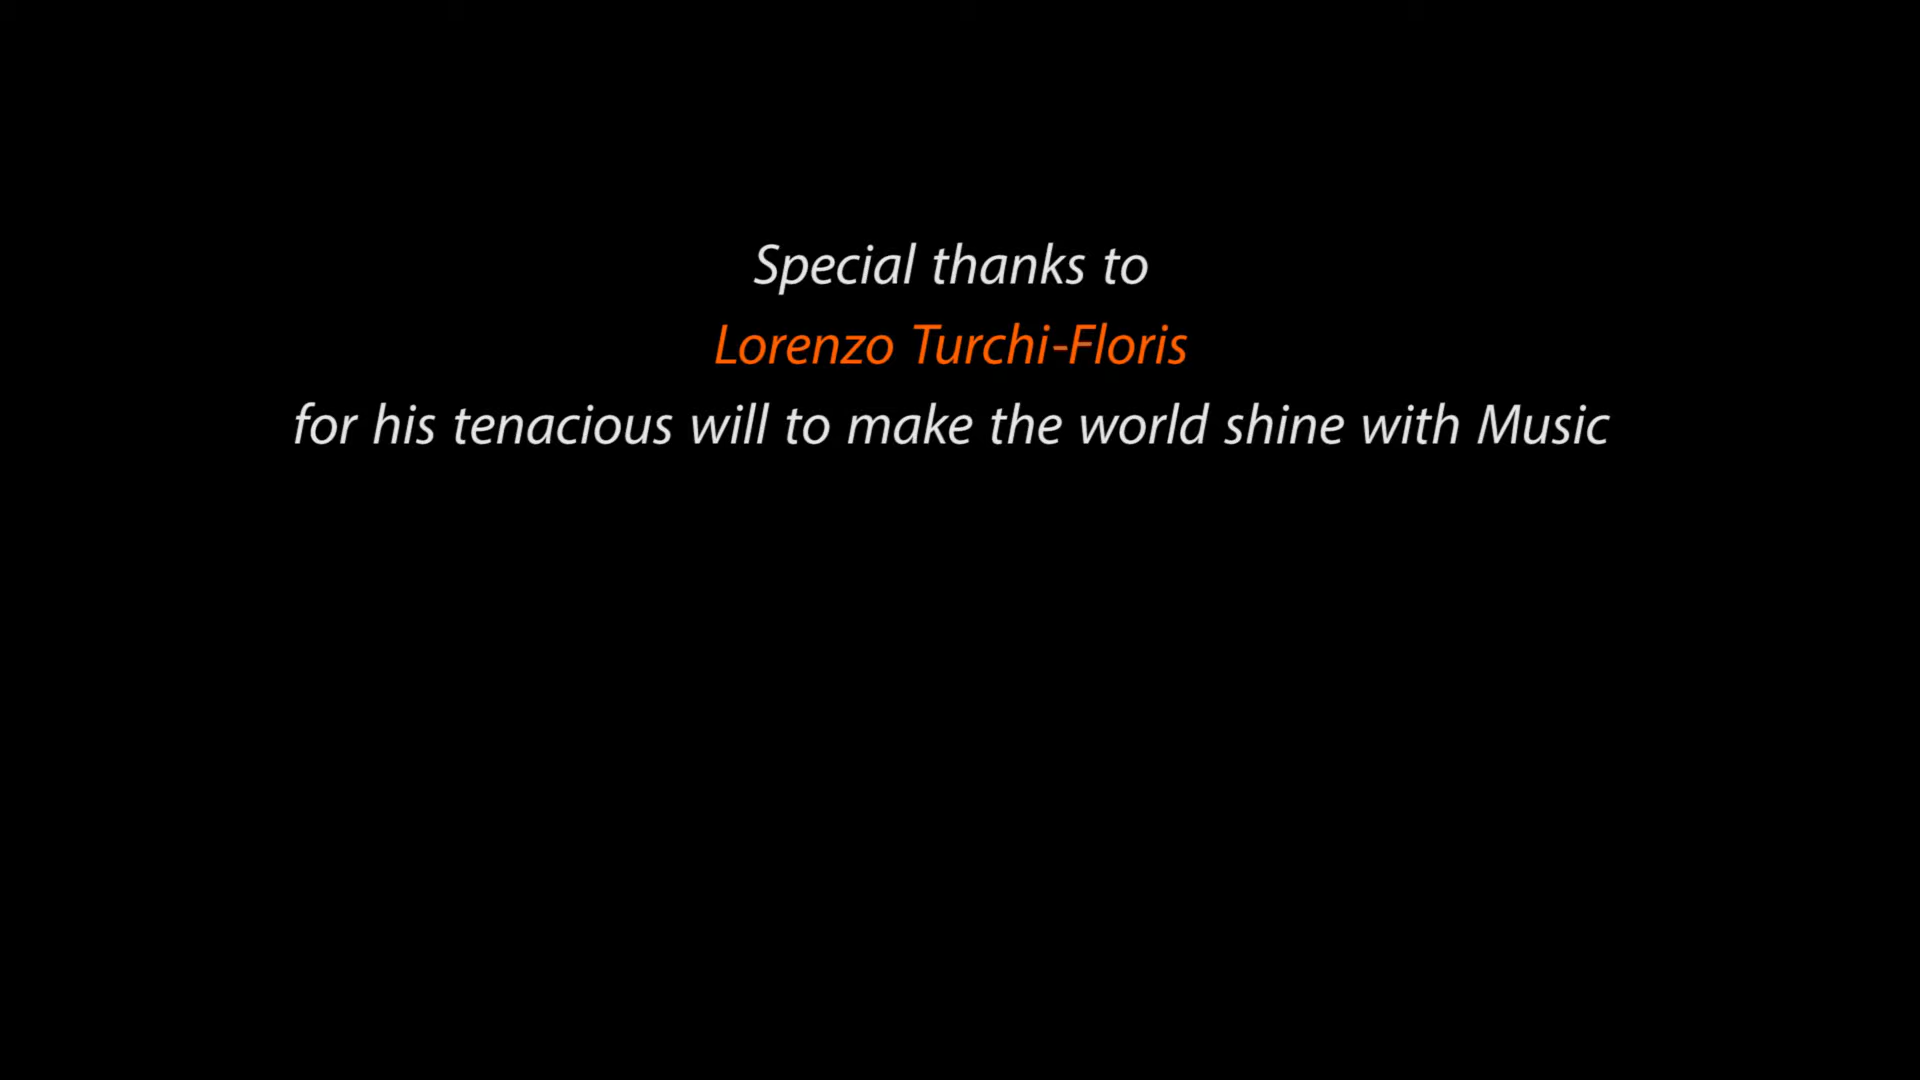 Special thanks to
Lorenzo Turchi-Floris
for his tenacious will to make the world shine with Music